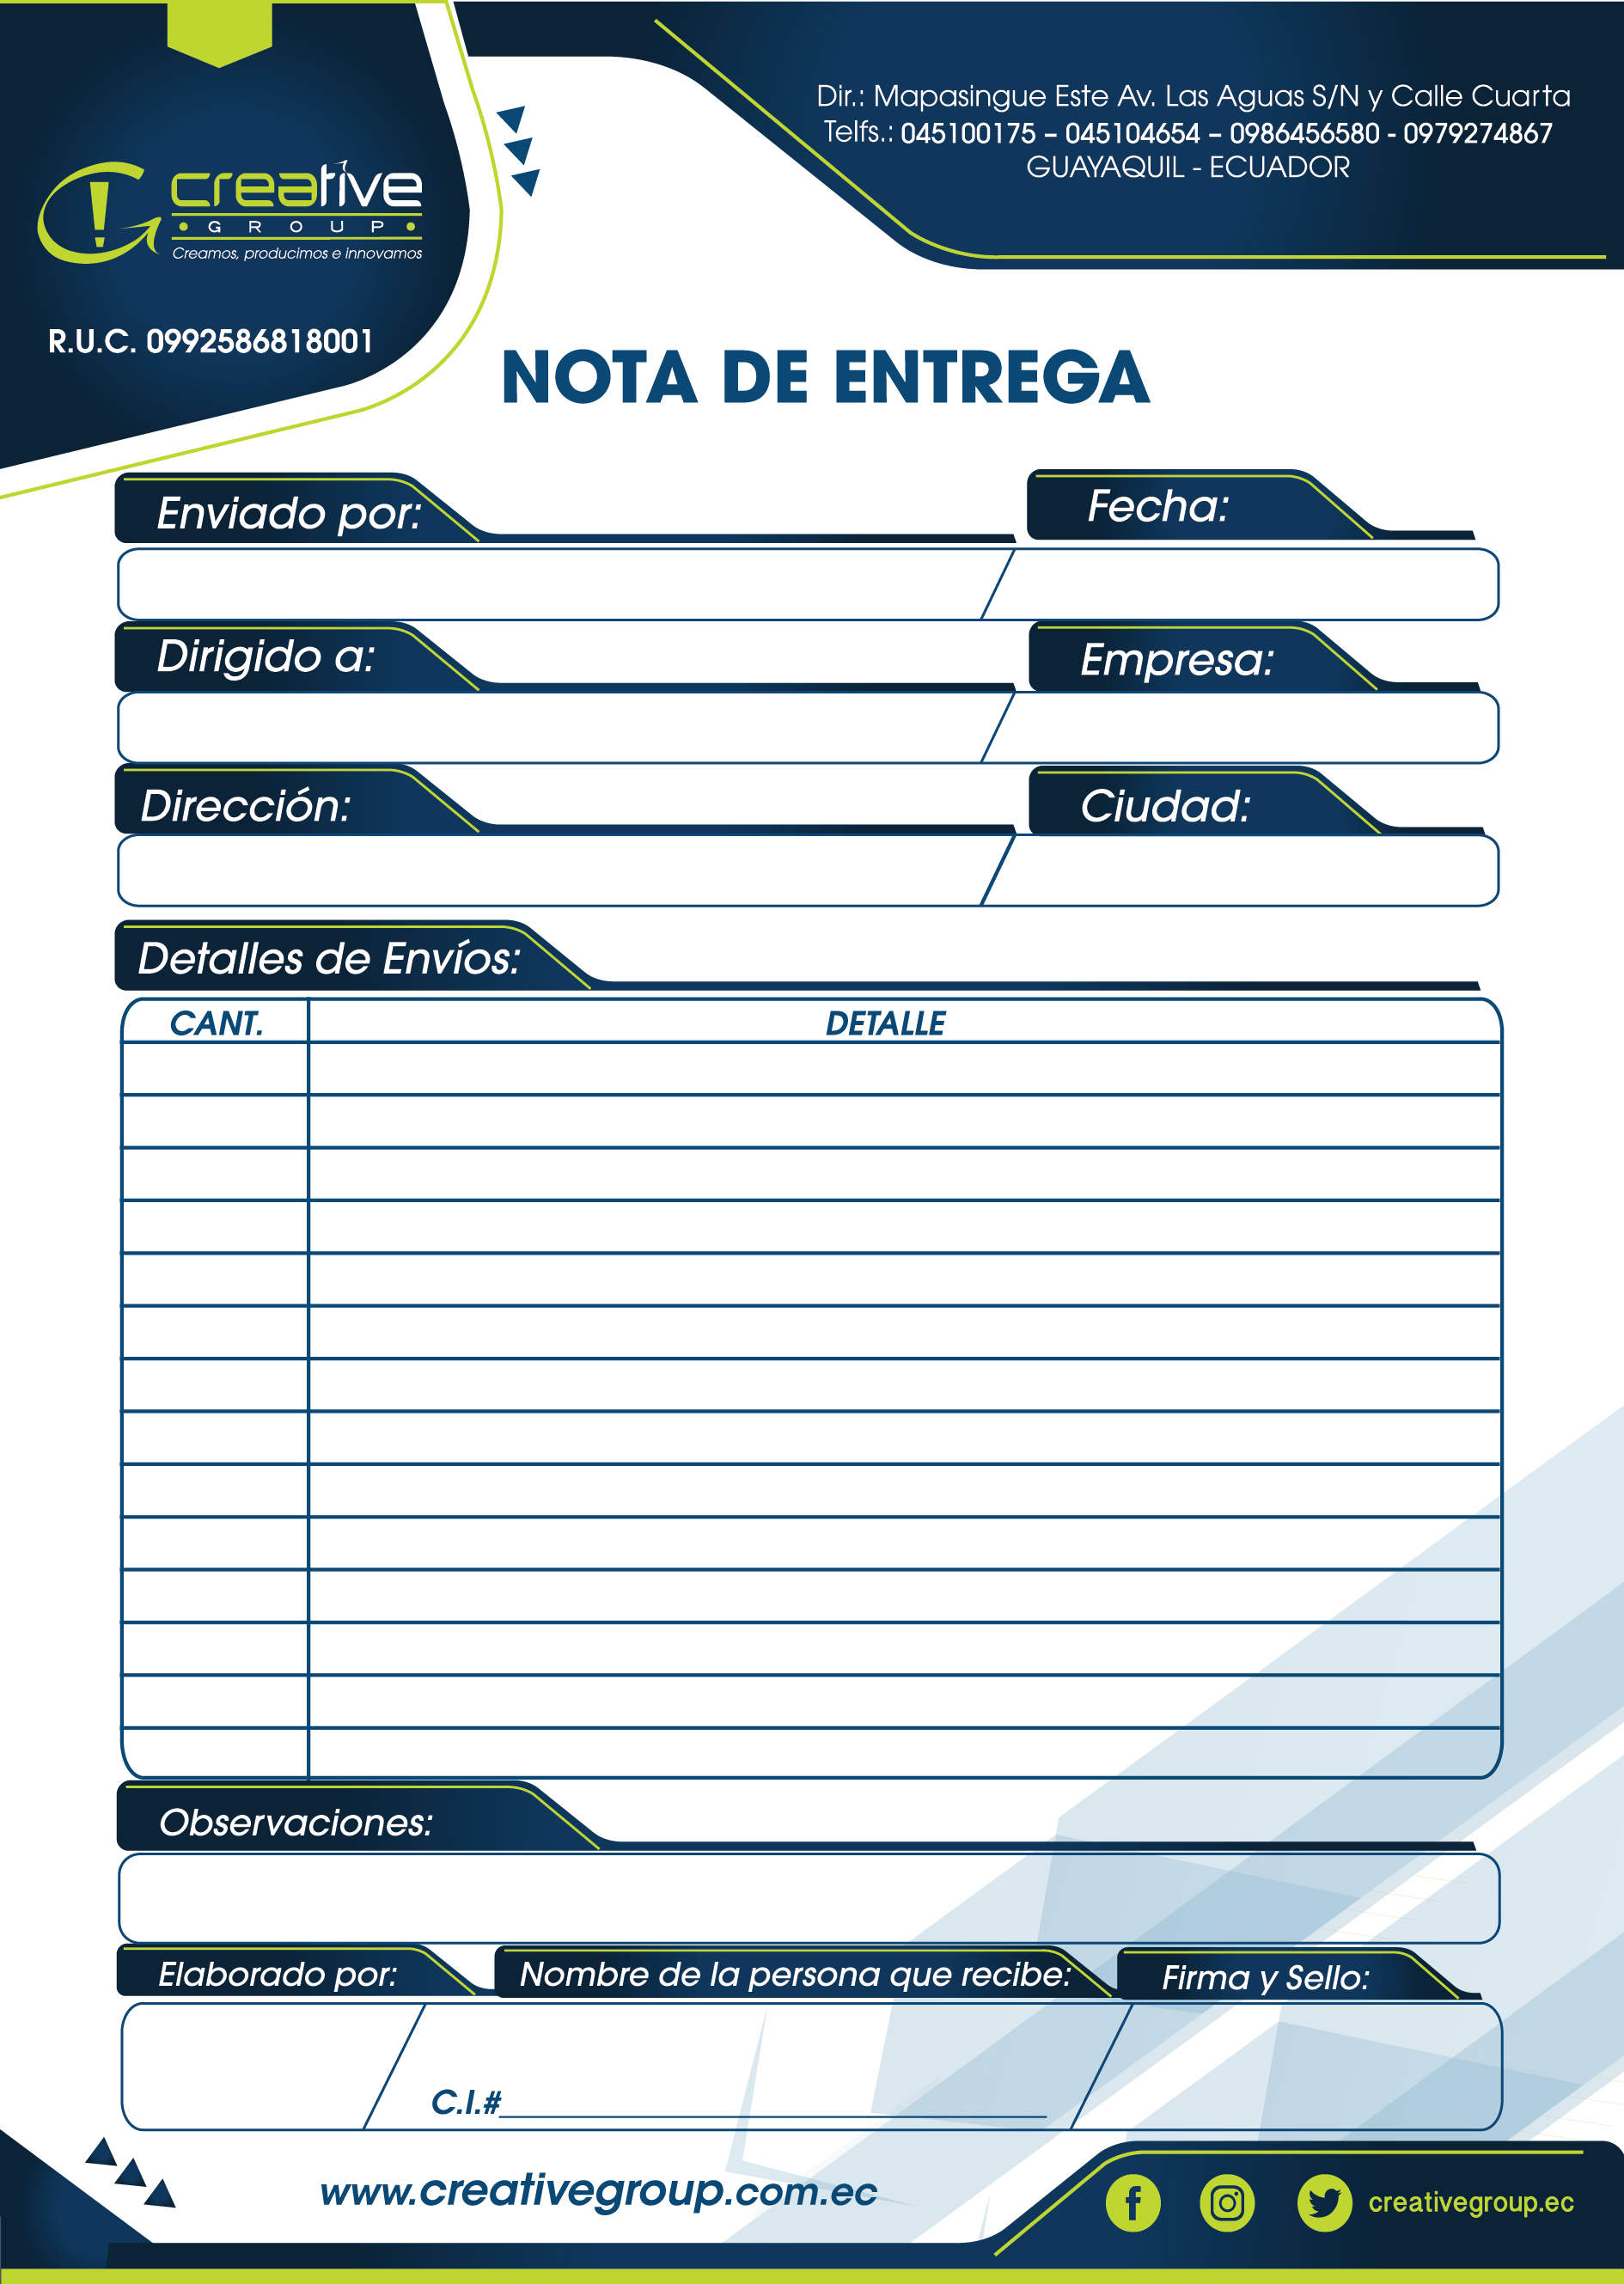 Dir.: Mapasingue Este Av. Las Aguas S/N y Calle Cuarta
Telfs.: 045100175 – 045104654 – 0986456580 - 0979274867
GUAYAQUIL - ECUADOR
creative
GROUP
Creamos, producimos e innovamos
R.U.C. 0992586818001
NOTA DE ENTREGA
Enviado por: Fecha:
Dirigido a: Empresa:
Dirección: Ciudad:
Detalles de Envíos:
CANT. DETALLE
Observaciones:
Elaborado por: Nombre de la persona que recibe: Firma y Sello:
C.I.#
www.creativegroup.com.ec
creativegroup.ec